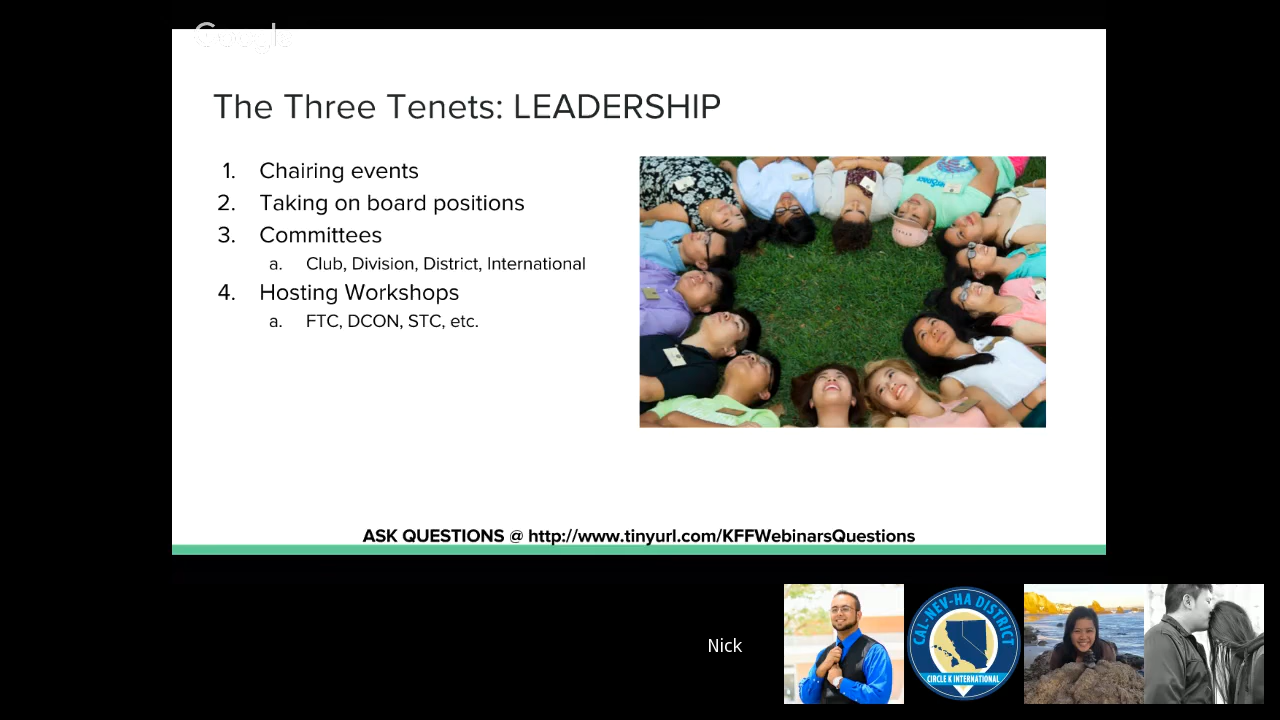 Google
The Three Tenets: LEADERSHIP
1. Chairing events
2. Taking on board positions
3. Committees
a. Club, Division, District, International
4. Hosting Workshops
a. FTC, DCON, STC, etc.
ASK QUESTIONS @ http://www.tinyurl.com/KFFWebinarsQuestions
Nick
CAL-NEV-HA DISTRICT
CIRCLE K INTERNATIONAL